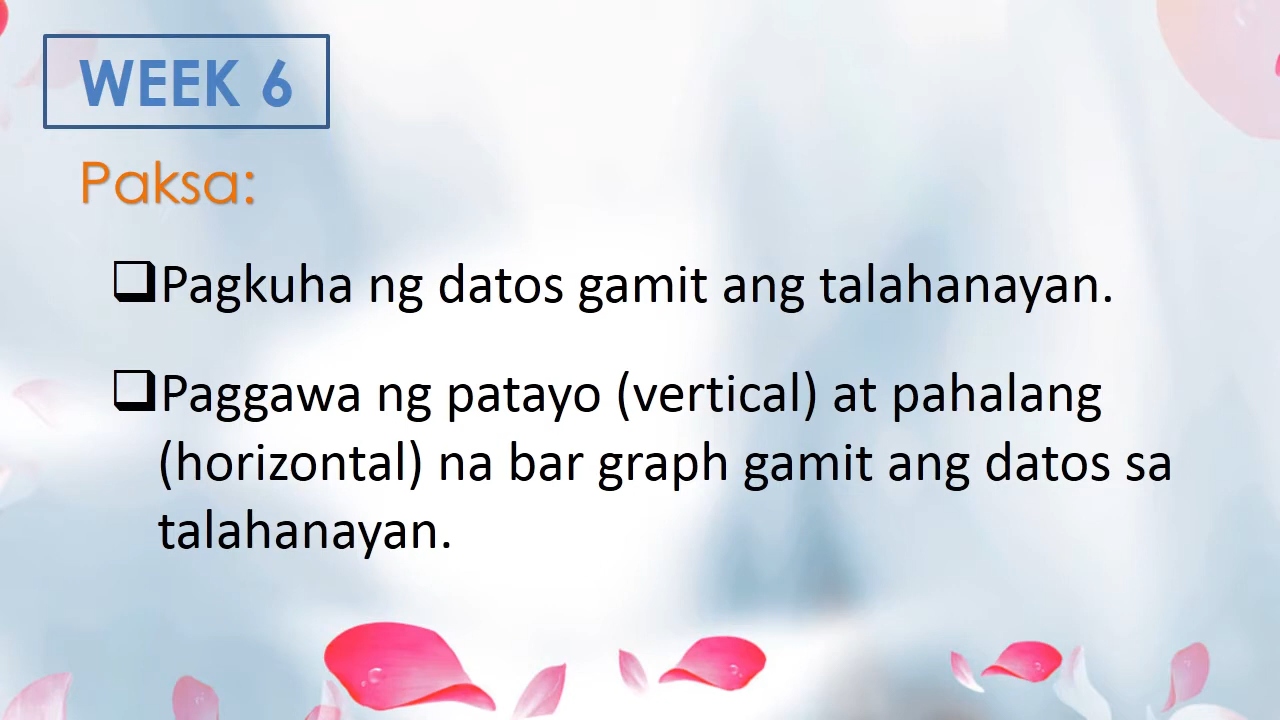 WEEK 6
Paksa:
❑Pagkuha ng datos gamit ang talahanayan.
❑Paggawa ng patayo (vertical) at pahalang
(horizontal) na bar graph gamit ang datos sa
talahanayan.